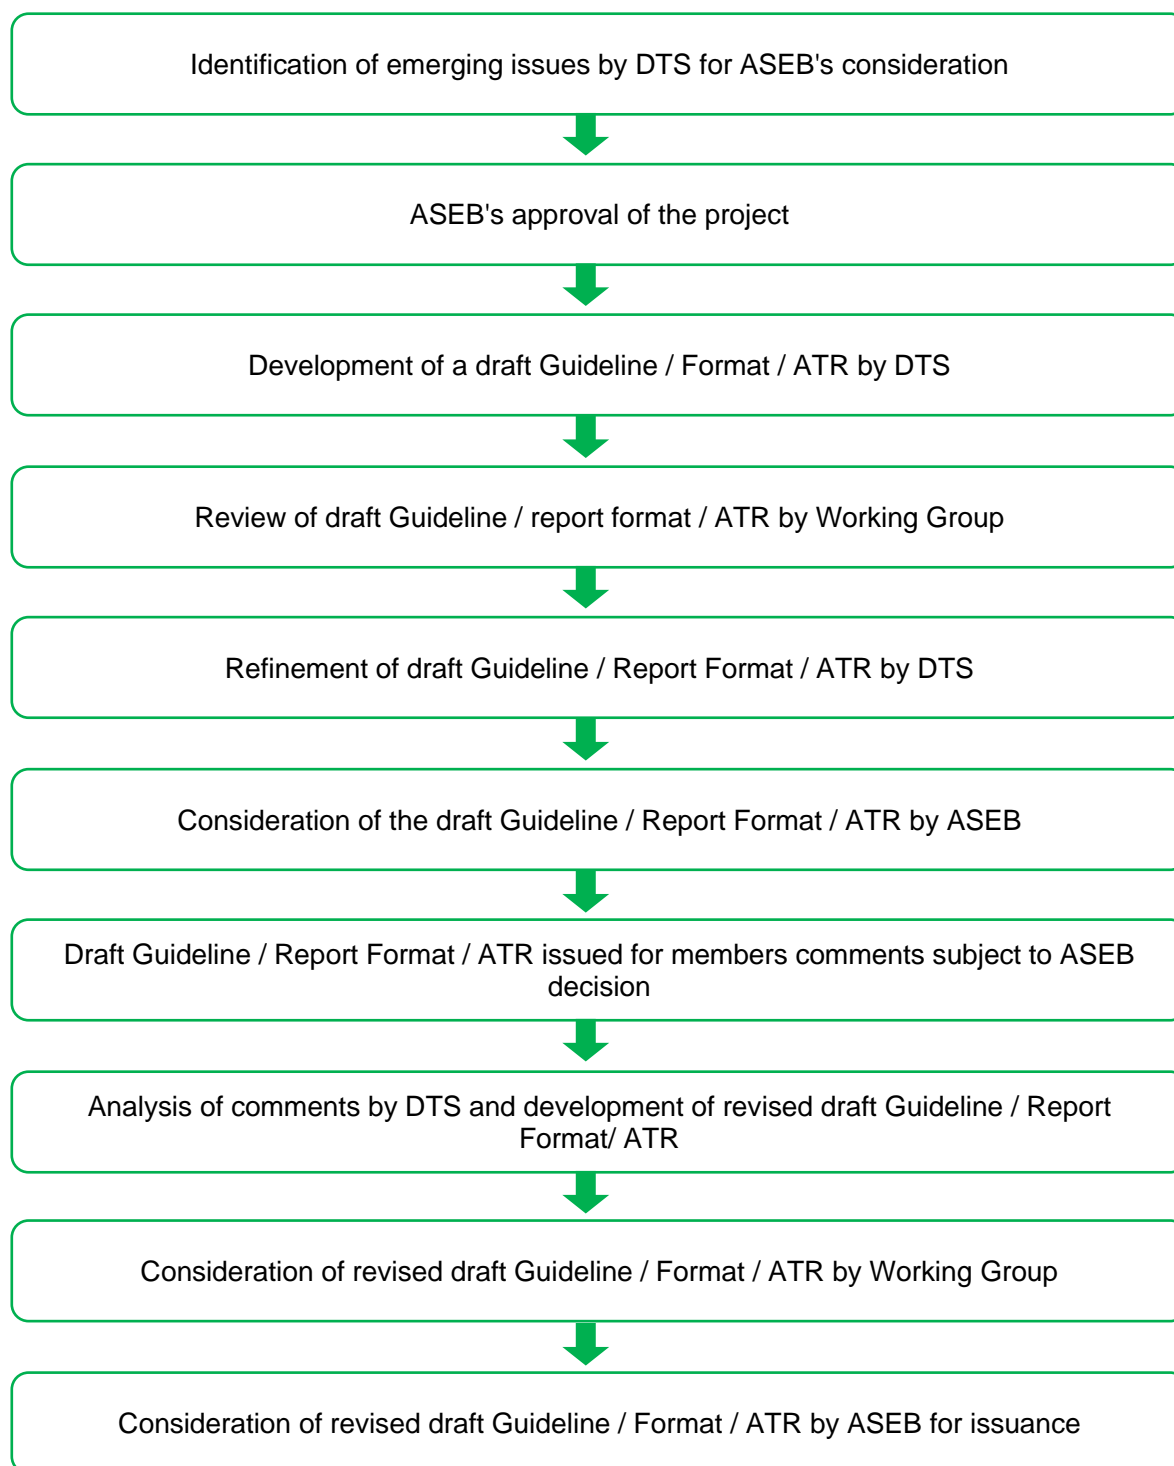 Identification of emerging issues by DTS for ASEB's consideration
ASEB's approval of the project
Development of a draft Guideline / Format / ATR by DTS
Review of draft Guideline / report format / ATR by Working Group
Refinement of draft Guideline / Report Format / ATR by DTS
Consideration of the draft Guideline / Report Format / ATR by ASEB
Draft Guideline / Report Format / ATR issued for members comments subject to ASEB
decision
Analysis of comments by DTS and development of revised draft Guideline / Report
Format/ ATR
Consideration of revised draft Guideline / Format / ATR by Working Group
Consideration of revised draft Guideline / Format / ATR by ASEB for issuance